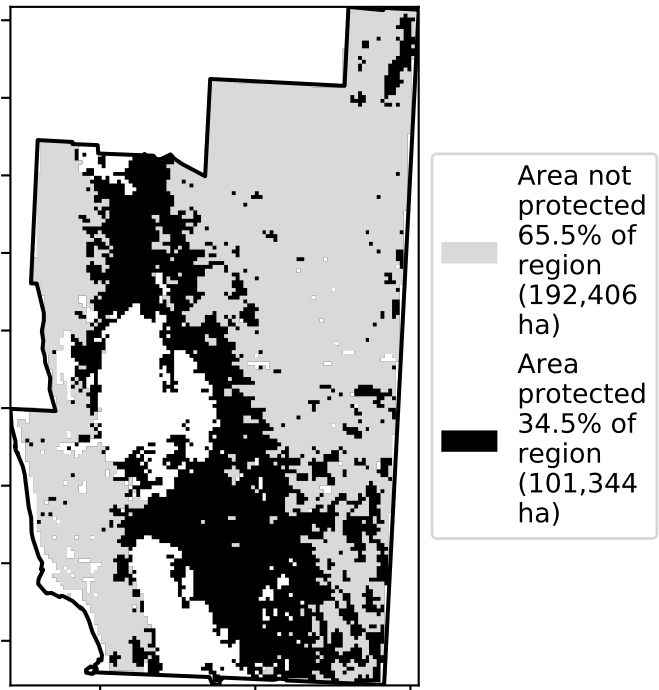 Area not
protected
65.5% of
region
(192,406
ha)
Area
protected
34.5% of
region
(101,344
ha)